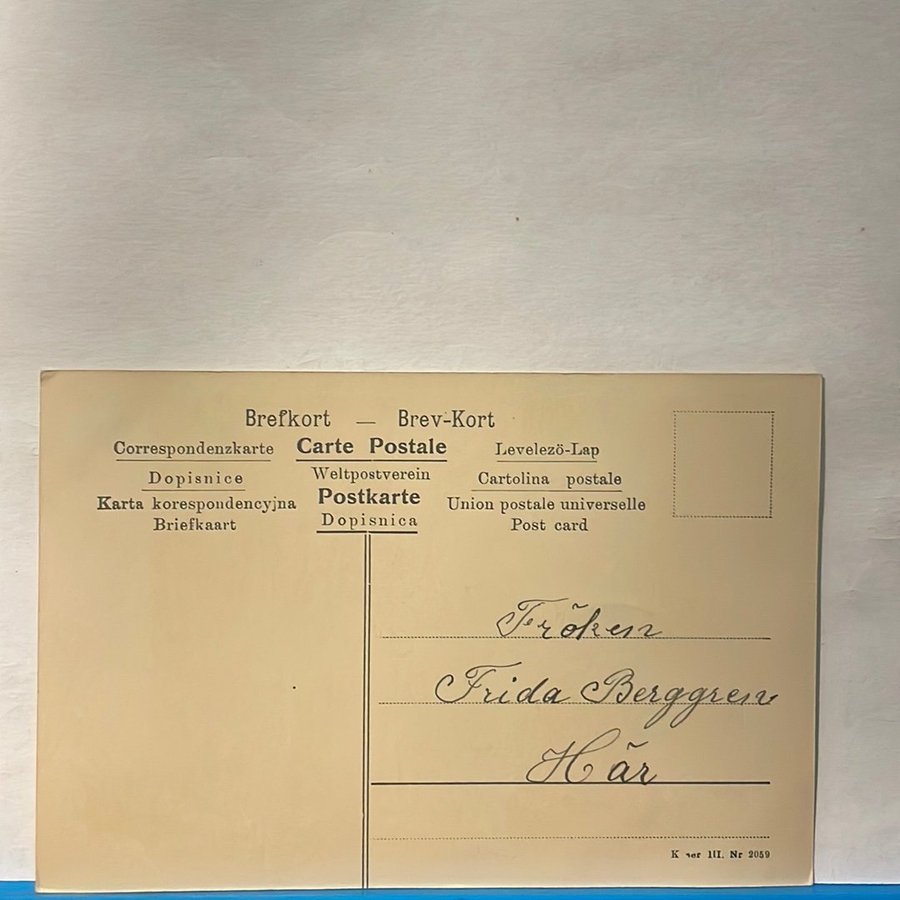 Brefkort — Brev-Kort
Correspondenzkarte Carte Postale Levelező-Lap
Dopisnice Weltpostverein Cartolina postale
Karta korespondencyjna Postkarte Union postale universelle
Briefkaart Dopisnica Post card
Fröken
Frida Berggren
Här
III. Nr 2059